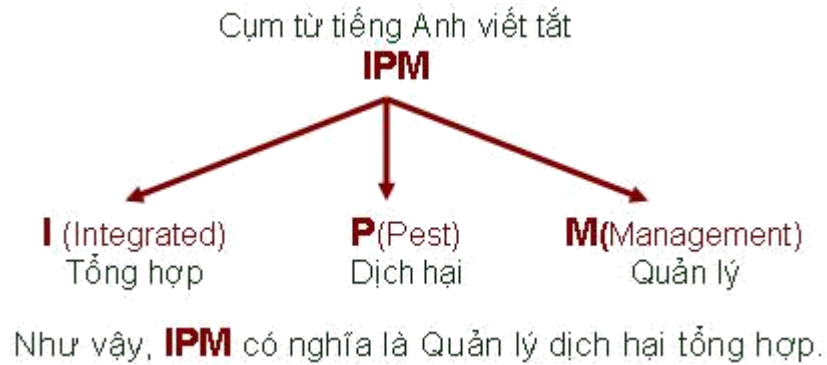 Cụm từ tiếng Anh viết tắt
IPM
I (Integrated) P(Pest) M(Management)
Tổng hợp Dịch hại Quản lý
Như vậy, IPM có nghĩa là Quản lý dịch hại tổng hợp.